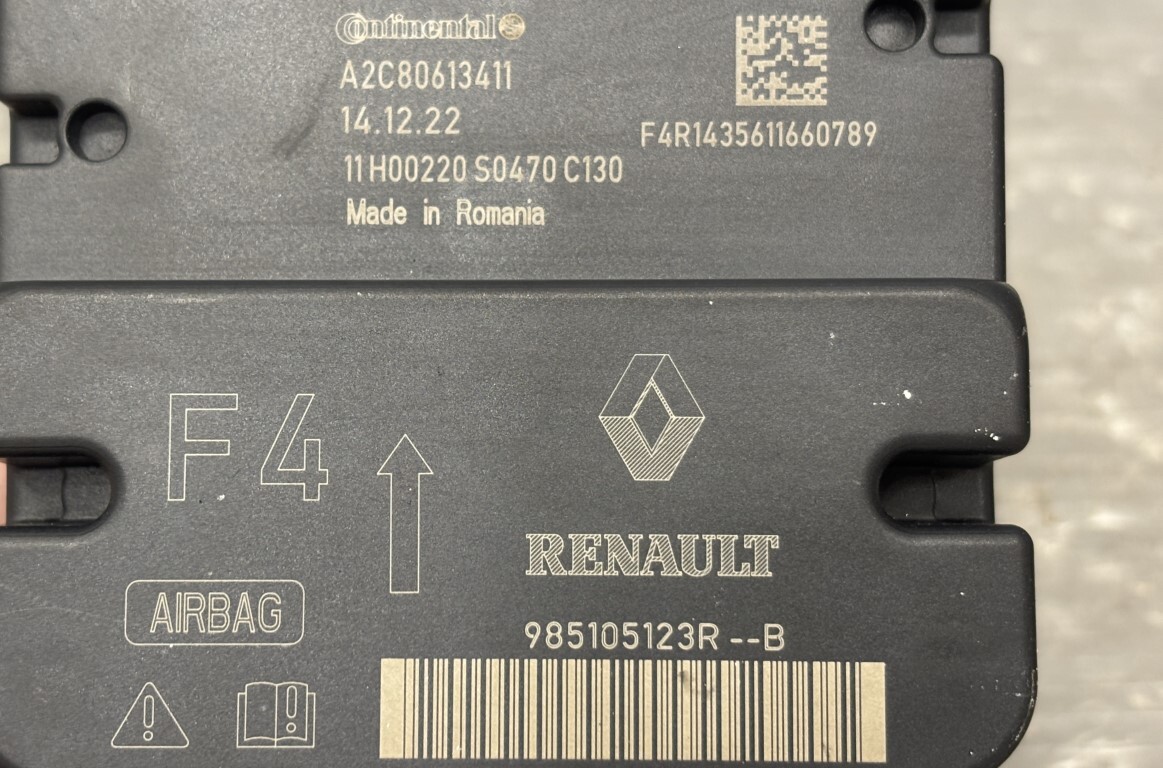 Continental
A2C80613411
14.12.22
F4R1435611660789
11H00220 S0470 C130
Made in Romania
F4
RENAULT
AIRBAG
985105123R --B